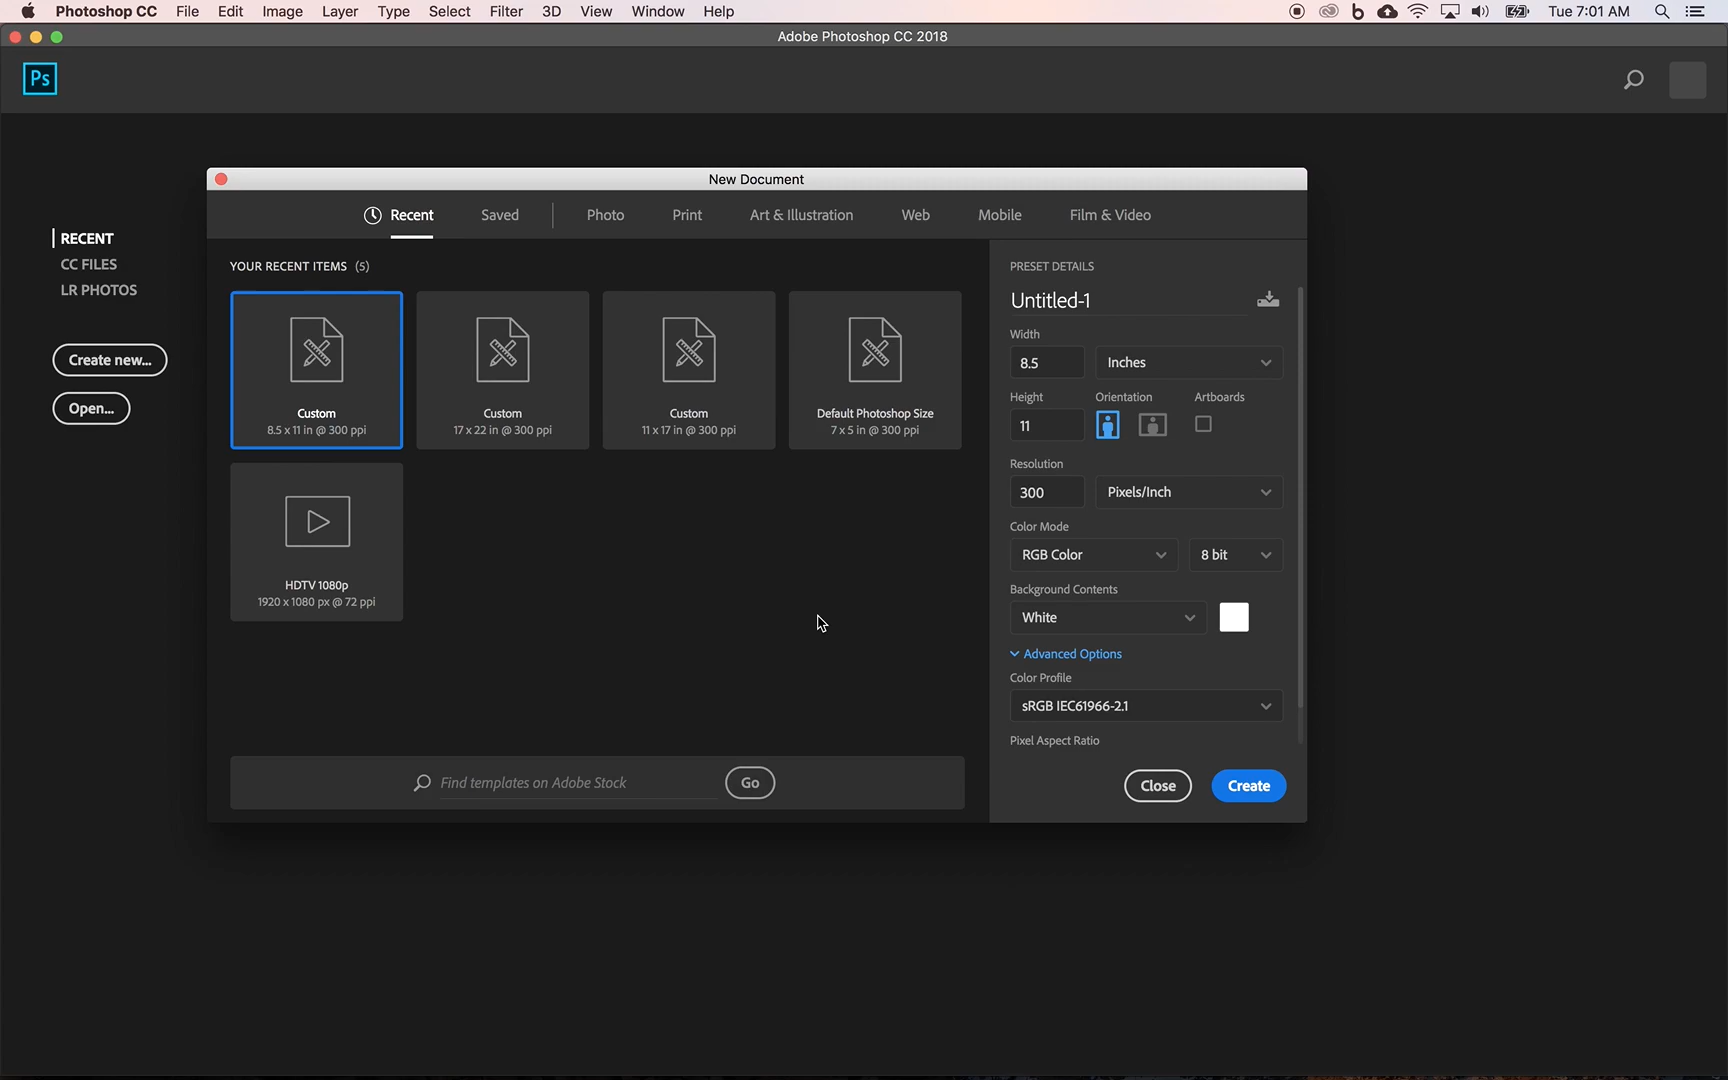 Photoshop CC File Edit Image Layer Type Select Filter 3D View Window Help Tue 7:01 AM
Adobe Photoshop CC 2018
Ps
New Document
Recent Saved Photo Print Art & Illustration Web Mobile Film & Video
RECENT
CC FILES
LR PHOTOS
Create new...
Open...
YOUR RECENT ITEMS (5)
Custom
8.5 x 11 in @ 300 ppi
Custom
17 x 22 in @ 300 ppi
Custom
11 x 17 in @ 300 ppi
Default Photoshop Size
7 x 5 in @ 300 ppi
HDTV 1080p
1920 x 1080 px @ 72 ppi
Find templates on Adobe Stock Go
PRESET DETAILS
Untitled-1
Width
8.5 Inches
Height Orientation Artboards
11
Resolution
300 Pixels/Inch
Color Mode
RGB Color 8 bit
Background Contents
White
Advanced Options
Color Profile
sRGB IEC61966-2.1
Pixel Aspect Ratio
Close Create